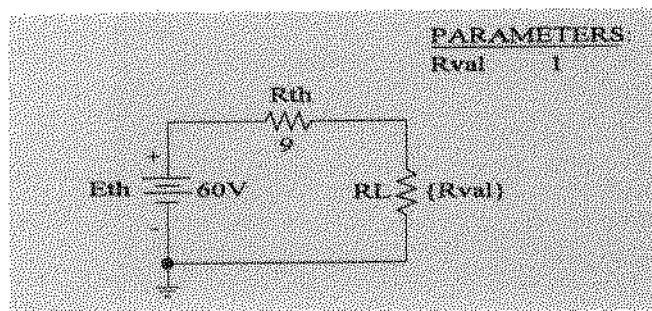 PARAMETERS:
Rval 1
Rth
9
+
Eth 60V RL {Rval}
-